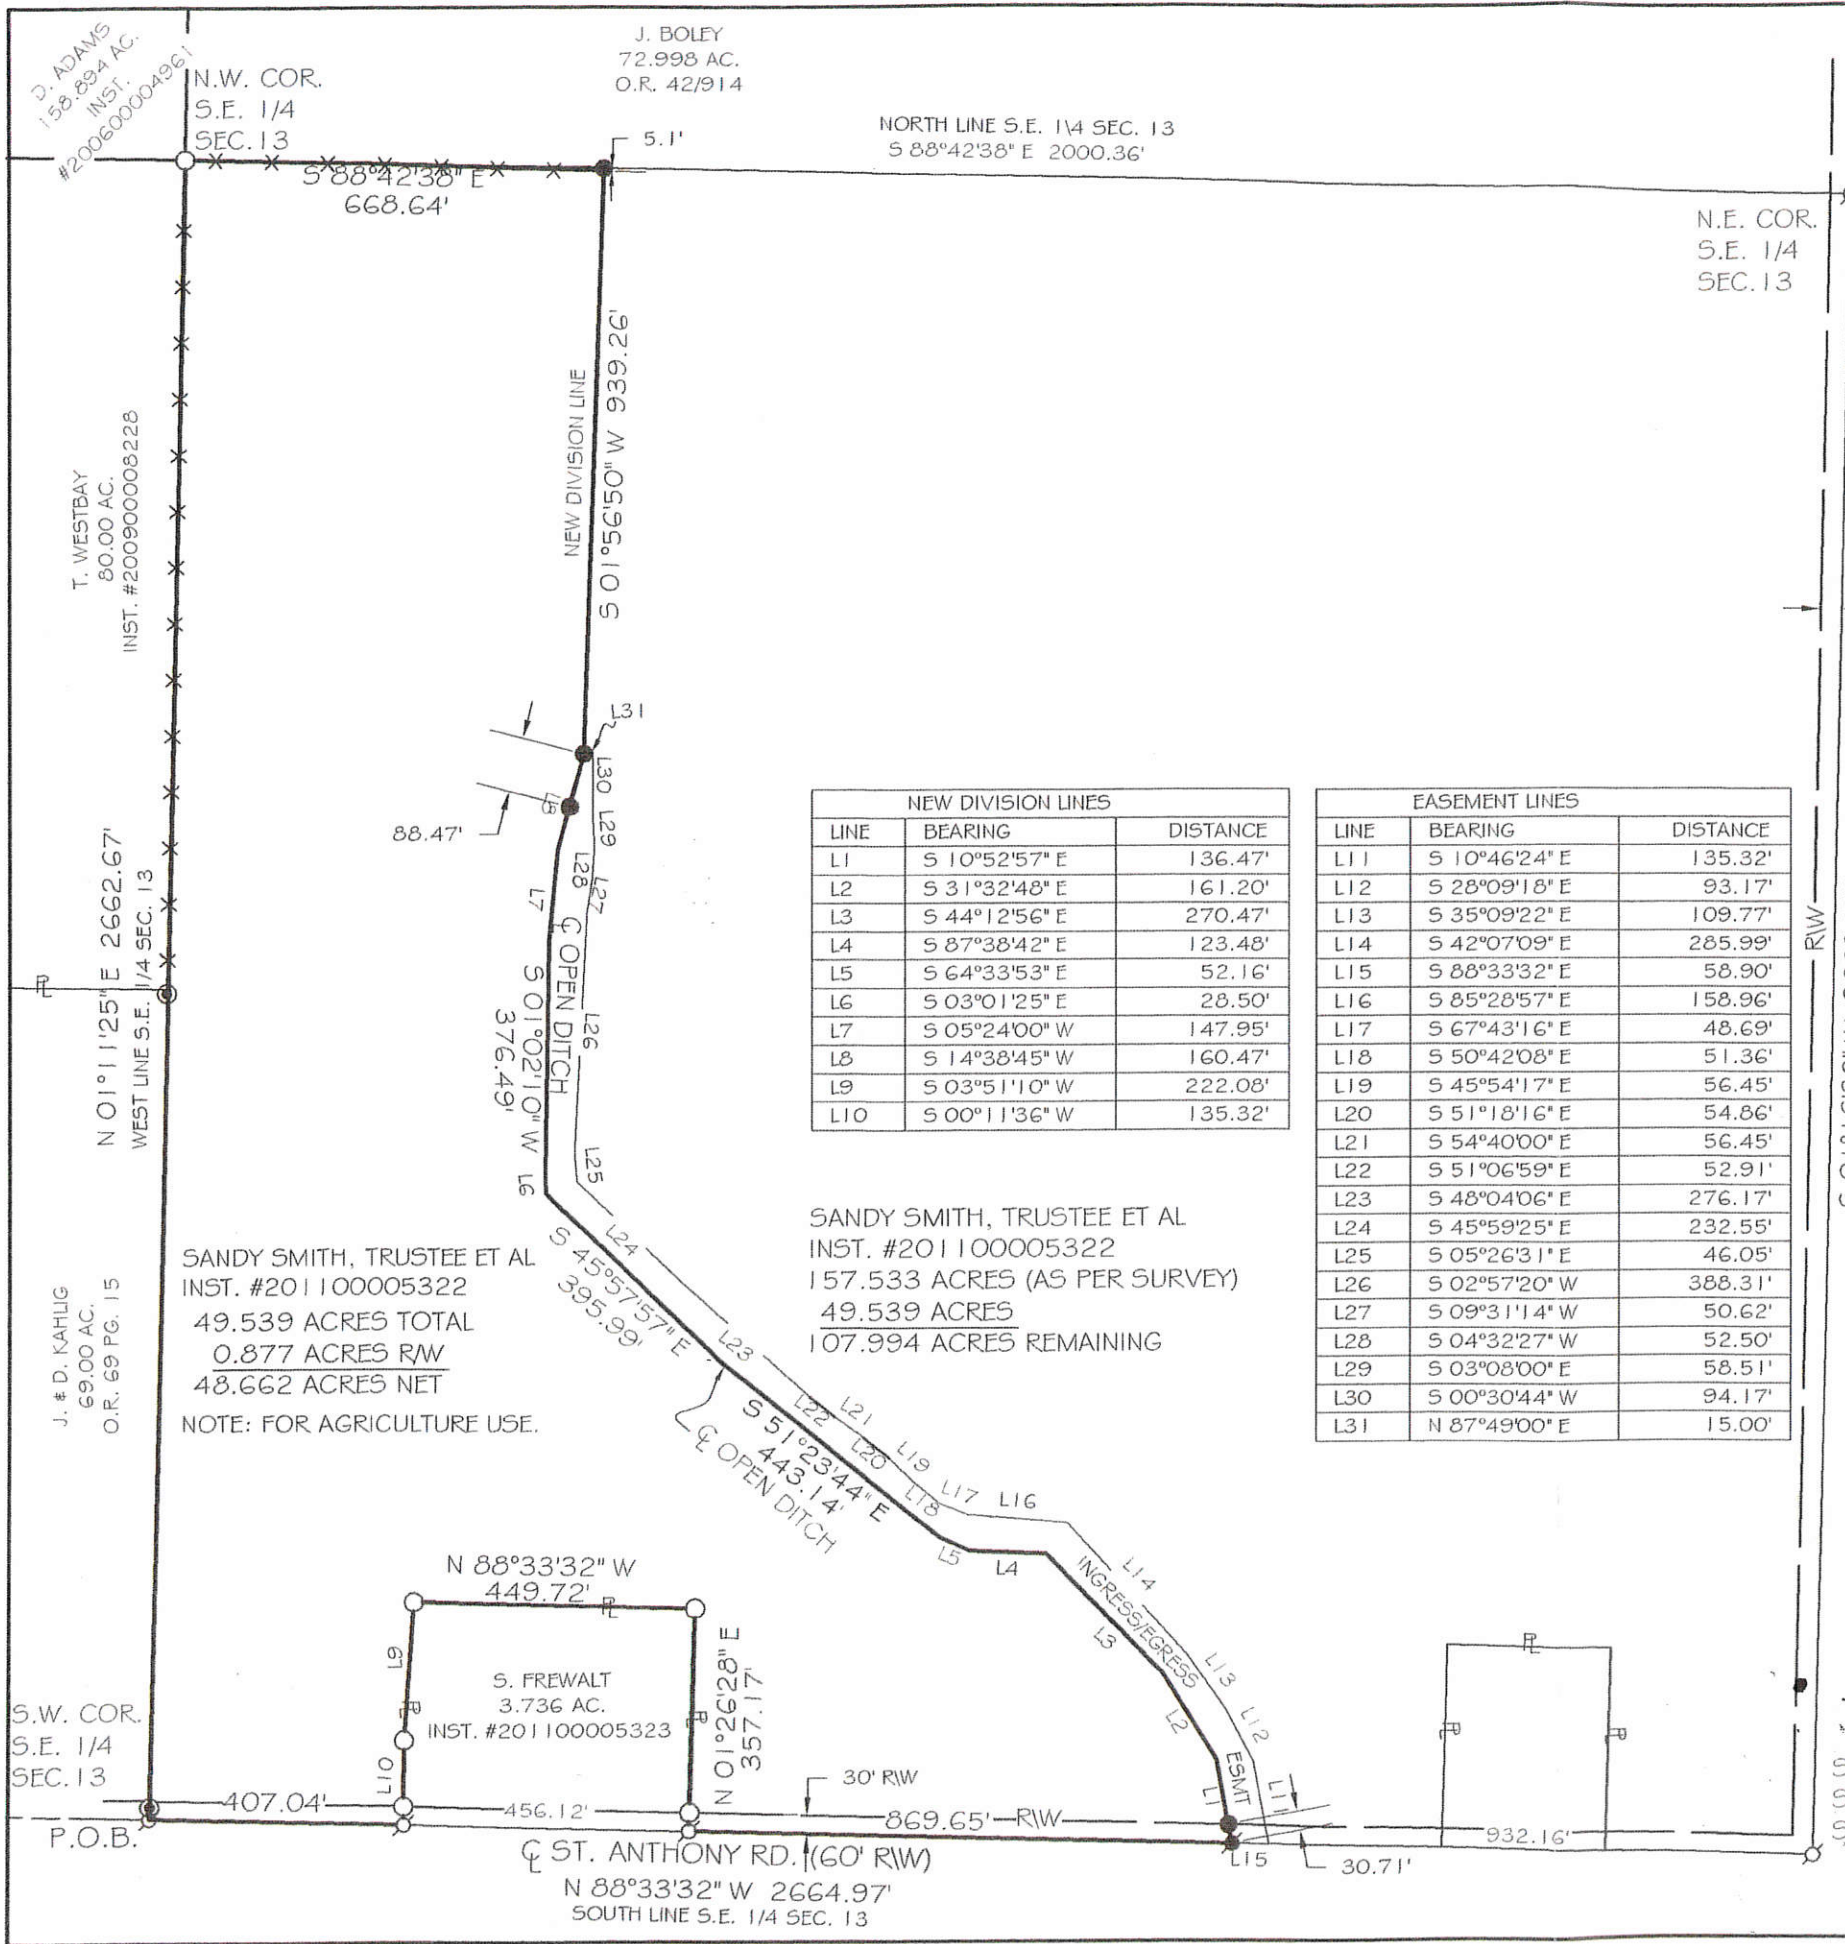 D. ADAMS
158.894 AC.
INST.
#200600004961
N.W. COR.
S.E. 1/4
SEC. 13
J. BOLEY
72.998 AC.
O.R. 42/914
5.1'
NORTH LINE S.E. 1\4 SEC. 13
S 88°42'38" E 2000.36'
S 88°42'38" E
668.64'
N.E. COR.
S.E. 1/4
SEC. 13
NEW DIVISION LINE
S 01°56'50" W 939.26'
T. WESTBAY
80.00 AC.
INST. #200900008228
N 01°11'25" E 2662.67'
WEST LINE S.E. 1/4 SEC. 13
L31
L30
L8
L29
88.47'
L28
L27
L7
℄ OPEN DITCH
S 01°02'10" W
376.49'
L26
L25
L6
PL
R\W
NEW DIVISION LINES
LINE BEARING DISTANCE
L1 S 10°52'57" E 136.47'
L2 S 31°32'48" E 161.20'
L3 S 44°12'56" E 270.47'
L4 S 87°38'42" E 123.48'
L5 S 64°33'53" E 52.16'
L6 S 03°01'25" E 28.50'
L7 S 05°24'00" W 147.95'
L8 S 14°38'45" W 160.47'
L9 S 03°51'10" W 222.08'
L10 S 00°11'36" W 135.32'
EASEMENT LINES
LINE BEARING DISTANCE
L11 S 10°46'24" E 135.32'
L12 S 28°09'18" E 93.17'
L13 S 35°09'22" E 109.77'
L14 S 42°07'09" E 285.99'
L15 S 88°33'32" E 58.90'
L16 S 85°28'57" E 158.96'
L17 S 67°43'16" E 48.69'
L18 S 50°42'08" E 51.36'
L19 S 45°54'17" E 56.45'
L20 S 51°18'16" E 54.86'
L21 S 54°40'00" E 56.45'
L22 S 51°06'59" E 52.91'
L23 S 48°04'06" E 276.17'
L24 S 45°59'25" E 232.55'
L25 S 05°26'31" E 46.05'
L26 S 02°57'20" W 388.31'
L27 S 09°31'14" W 50.62'
L28 S 04°32'27" W 52.50'
L29 S 03°08'00" E 58.51'
L30 S 00°30'44" W 94.17'
L31 N 87°49'00" E 15.00'
SANDY SMITH, TRUSTEE ET AL
INST. #201100005322
157.533 ACRES (AS PER SURVEY)
49.539 ACRES
107.994 ACRES REMAINING
SANDY SMITH, TRUSTEE ET AL
INST. #201100005322
49.539 ACRES TOTAL
0.877 ACRES R/W
48.662 ACRES NET
NOTE: FOR AGRICULTURE USE.
J. & D. KAHLIG
69.00 AC.
O.R. 69 PG. 15
L24
S 45°57'57" E
395.99'
L23
L22
L21
L20
L19
L18
L17
L16
S 51°23'44" E
443.14'
℄ OPEN DITCH
L5
L4
L14
INGRESS/EGRESS
L3
L13
L2
L12
ESMT
L1
L11
N 88°33'32" W
449.72'
PL
L9
PL
S. FREWALT
3.736 AC.
INST. #201100005323
PL
N 01°26'28" E
357.17'
L10
PL
PL
PL
S.W. COR.
S.E. 1/4
SEC. 13
407.04'
456.12'
30' R\W
869.65'
R\W
932.16'
P.O.B.
L15
30.71'
℄ ST. ANTHONY RD. (60' R\W)
N 88°33'32" W 2664.97'
SOUTH LINE S.E. 1/4 SEC. 13